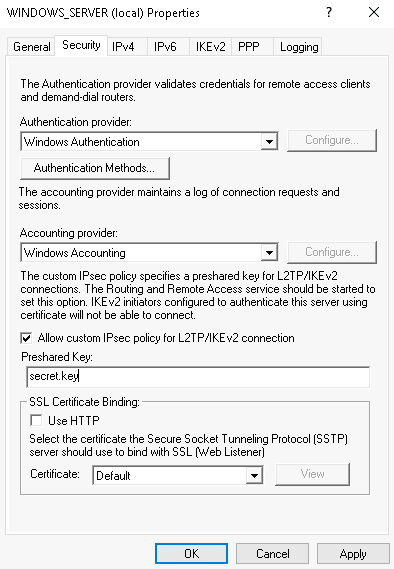 WINDOWS_SERVER (local) Properties
?
General Security IPv4 IPv6 IKEv2 PPP Logging
The Authentication provider validates credentials for remote access clients
and demand-dial routers.
Authentication provider:
Windows Authentication
Configure...
Authentication Methods...
The accounting provider maintains a log of connection requests and
sessions.
Accounting provider:
Windows Accounting
Configure...
The custom IPsec policy specifies a preshared key for L2TP/IKEv2
connections. The Routing and Remote Access service should be started to
set this option. IKEv2 initiators configured to authenticate this server using
certificate will not be able to connect.
Allow custom IPsec policy for L2TP/IKEv2 connection
Preshared Key:
secret.key
SSL Certificate Binding:
Use HTTP
Select the certificate the Secure Socket Tunneling Protocol (SSTP)
server should use to bind with SSL (Web Listener)
Certificate: Default View
OK Cancel Apply